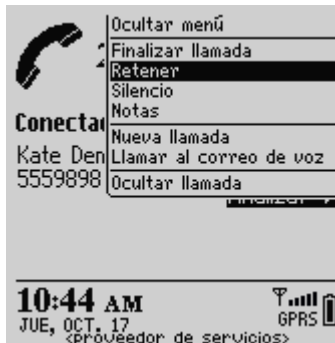 Ocultar menú
Finalizar llamada
Retener
Silencio
Notas
Nueva llamada
Llamar al correo de voz
Ocultar llamada
Conecta
Kate Den
5559898
10:44 AM
JUE, OCT. 17
GPRS
<proveedor de servicios>